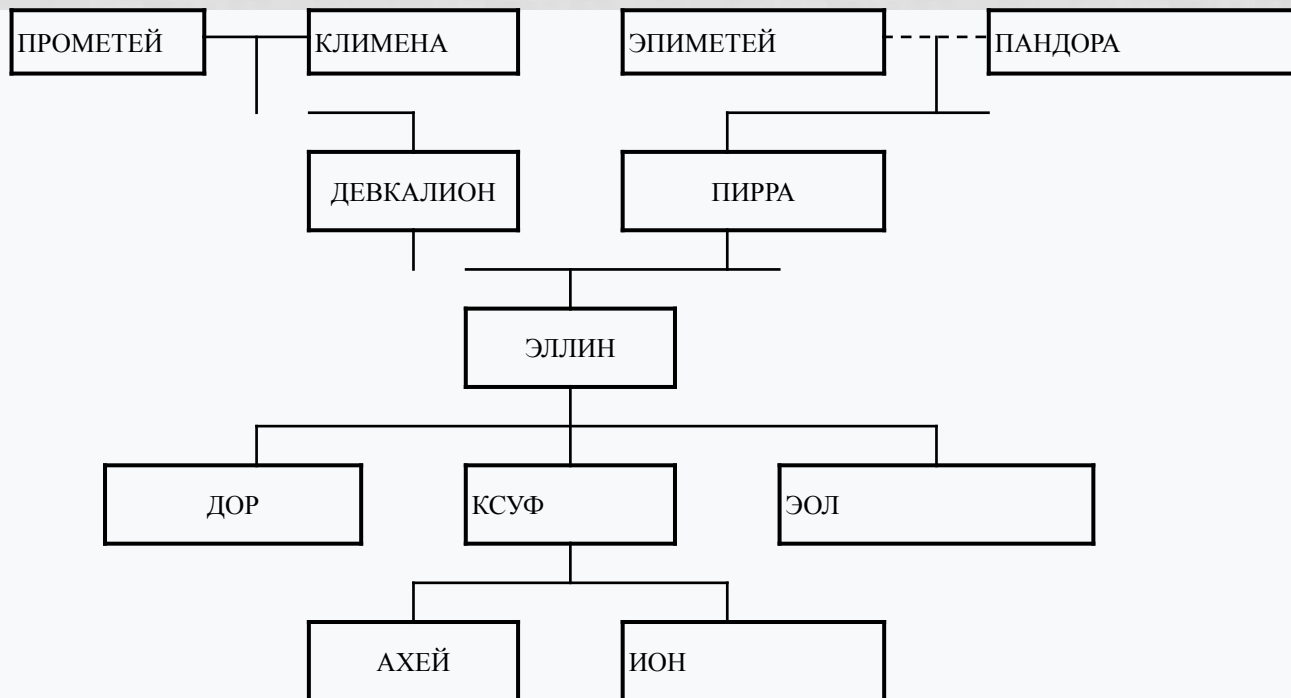 ПРОМЕТЕЙ КЛИМЕНА ЭПИМЕТЕЙ ПАНДОРА
ДЕВКАЛИОН ПИРРА
ЭЛЛИН
ДОР КСУФ ЭОЛ
АХЕЙ ИОН